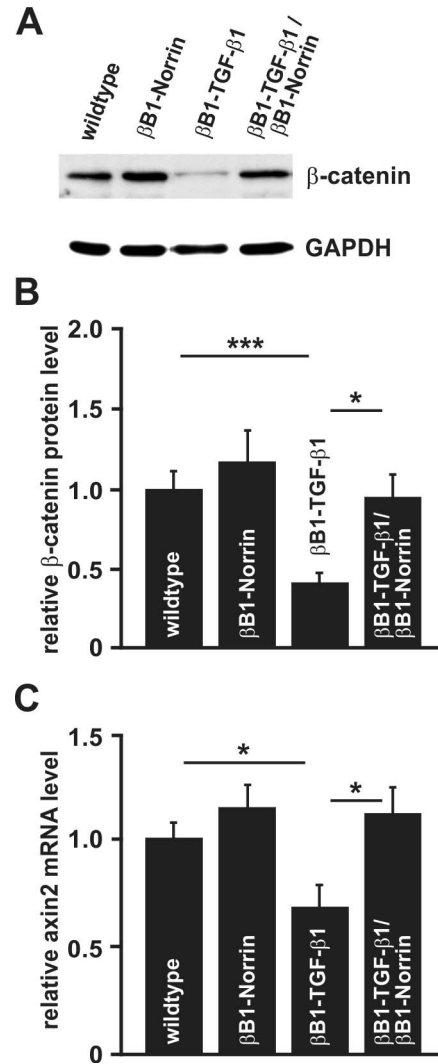 A
wildtype
βB1-Norrin
βB1-TGF-β1
βB1-TGF-β1/
βB1-Norrin
β-catenin
GAPDH
B
relative β-catenin protein level
2.0
1.5
1.0
0.5
0
***
*
wildtype
βB1-Norrin
βB1-TGF-β1
βB1-TGF-β1/
βB1-Norrin
C
relative axin2 mRNA level
1.5
1.0
0.5
0
*
*
wildtype
βB1-Norrin
βB1-TGF-β1
βB1-TGF-β1/
βB1-Norrin